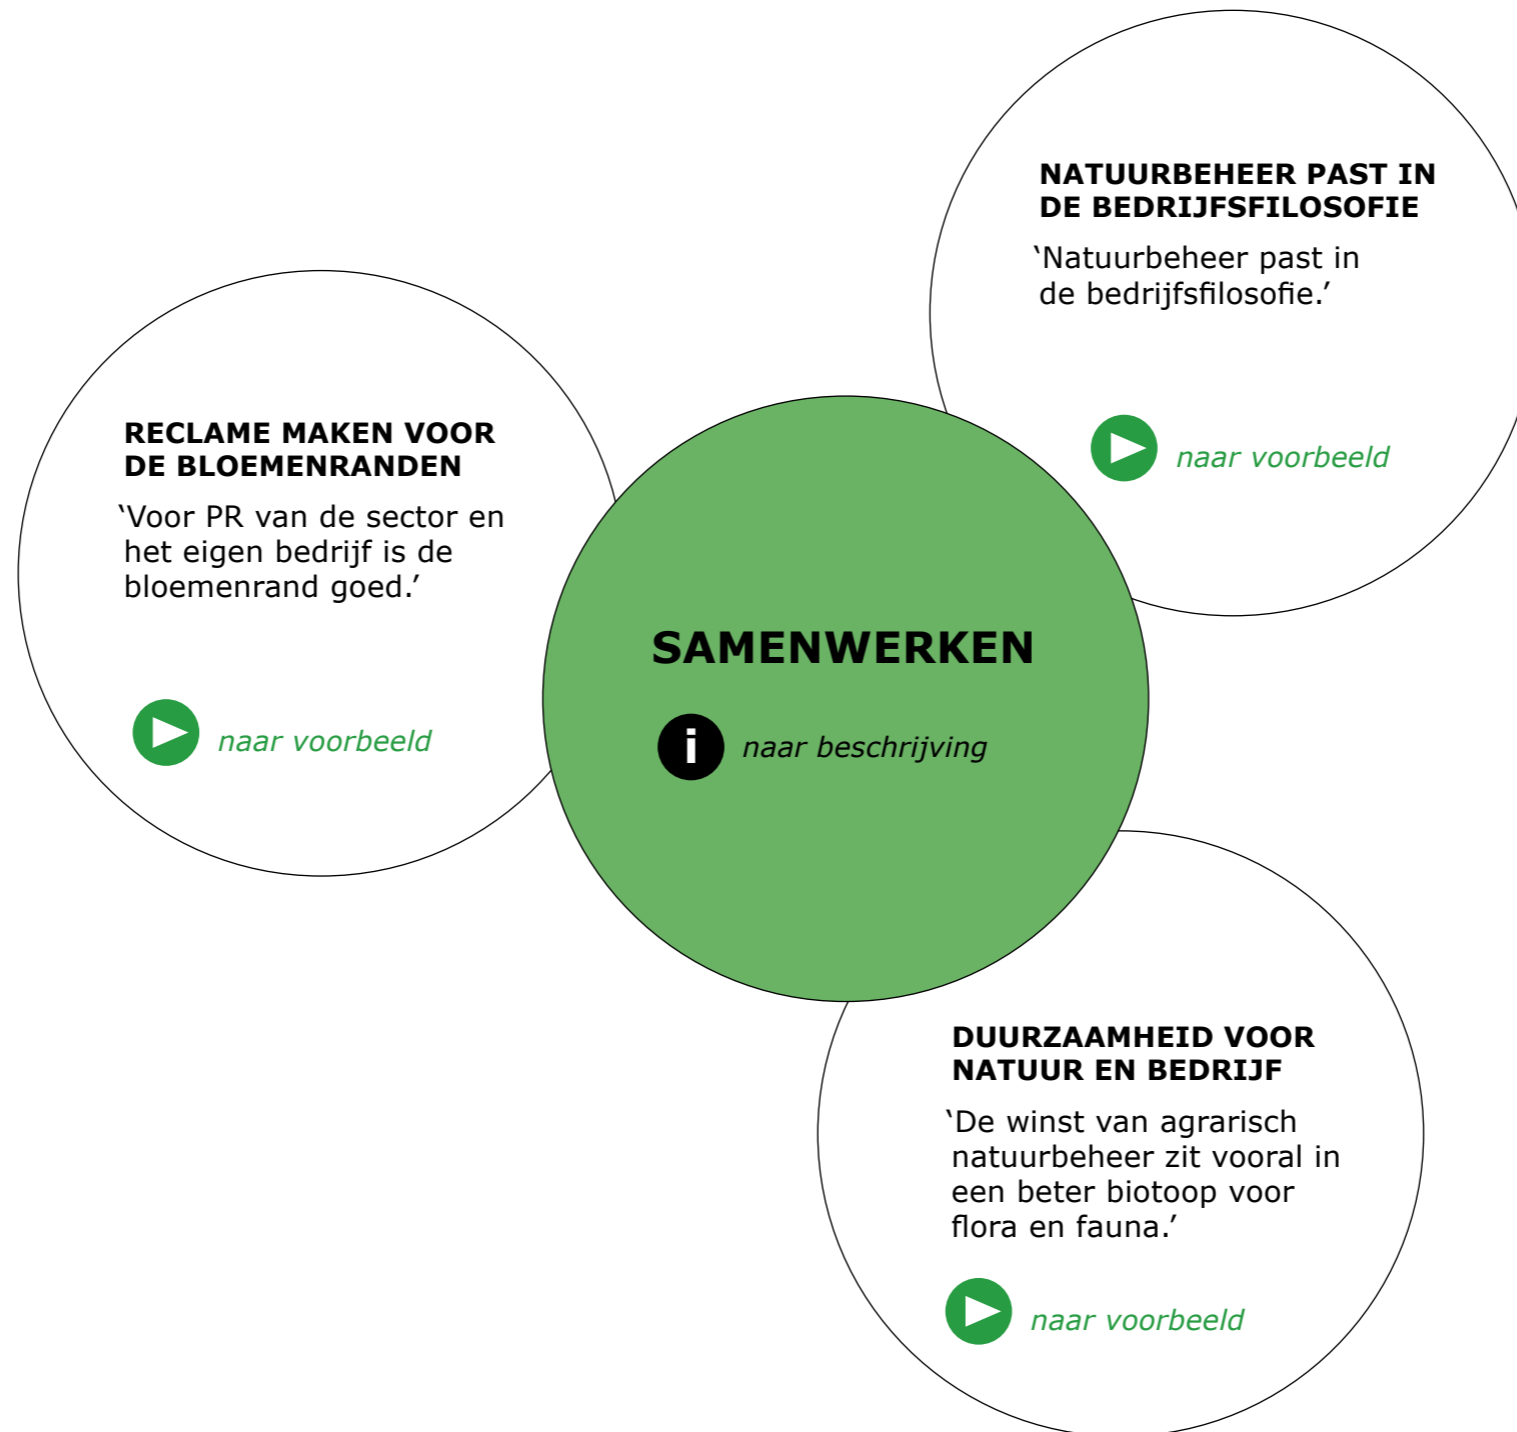 NATUURBEHEER PAST IN
DE BEDRIJFSFILOSOFIE
‘Natuurbeheer past in
de bedrijfsfilosofie.’
naar voorbeeld
RECLAME MAKEN VOOR
DE BLOEMENRANDEN
‘Voor PR van de sector en
het eigen bedrijf is de
bloemenrand goed.’
naar voorbeeld
SAMENWERKEN
i naar beschrijving
DUURZAAMHEID VOOR
NATUUR EN BEDRIJF
‘De winst van agrarisch
natuurbeheer zit vooral in
een beter biotoop voor
flora en fauna.’
naar voorbeeld